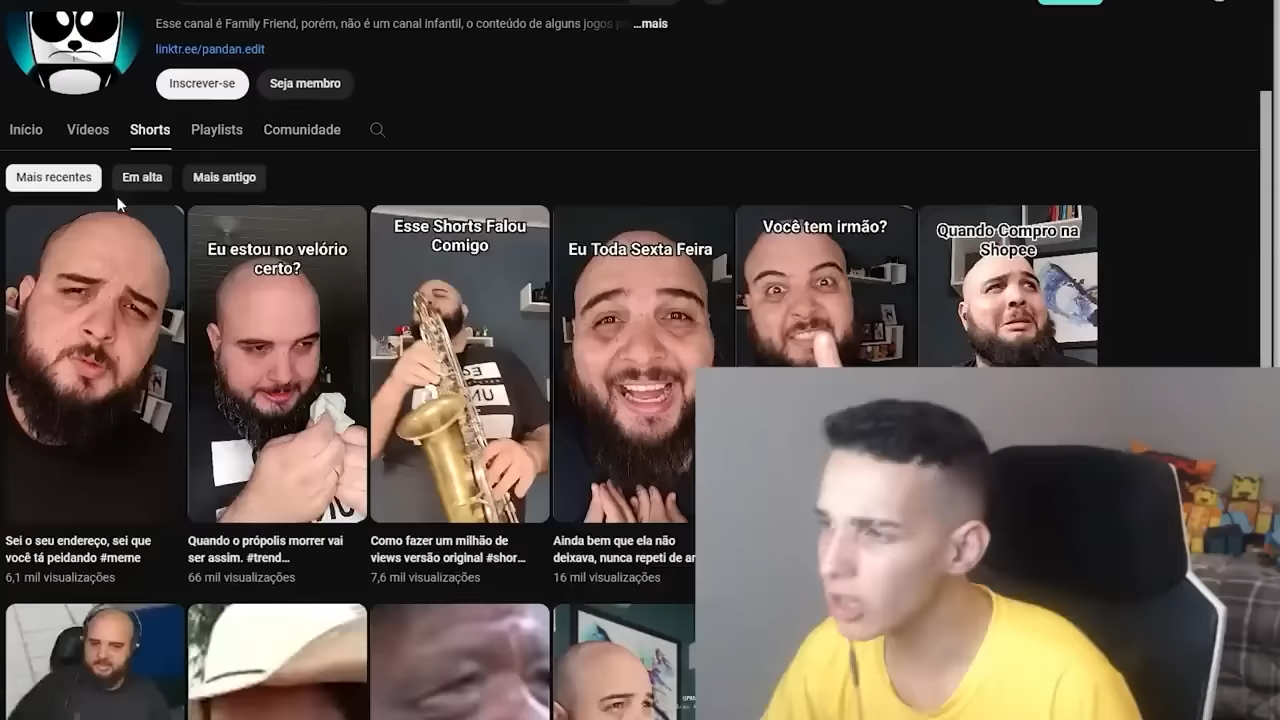 Esse canal é Family Friend, porém, não é um canal infantil, o conteúdo de alguns jogos
...mais
linktr.ee/pandan.edit
Inscrever-se
Seja membro
Início
Vídeos
Shorts
Playlists
Comunidade
Mais recentes
Em alta
Mais antigo
Eu estou no velório
certo?
Esse Shorts Falou
Comigo
Eu Toda Sexta Feira
Você tem irmão?
Quando Compro na
Shopee
Sei o seu endereço, sei que
você tá peidando #meme
6,1 mil visualizações
Quando o própolis morrer vai
ser assim. #trend...
66 mil visualizações
Como fazer um milhão de
views versão original #shor...
7,6 mil visualizações
Ainda bem que ela não
deixava, nunca repeti de
16 mil visualizações